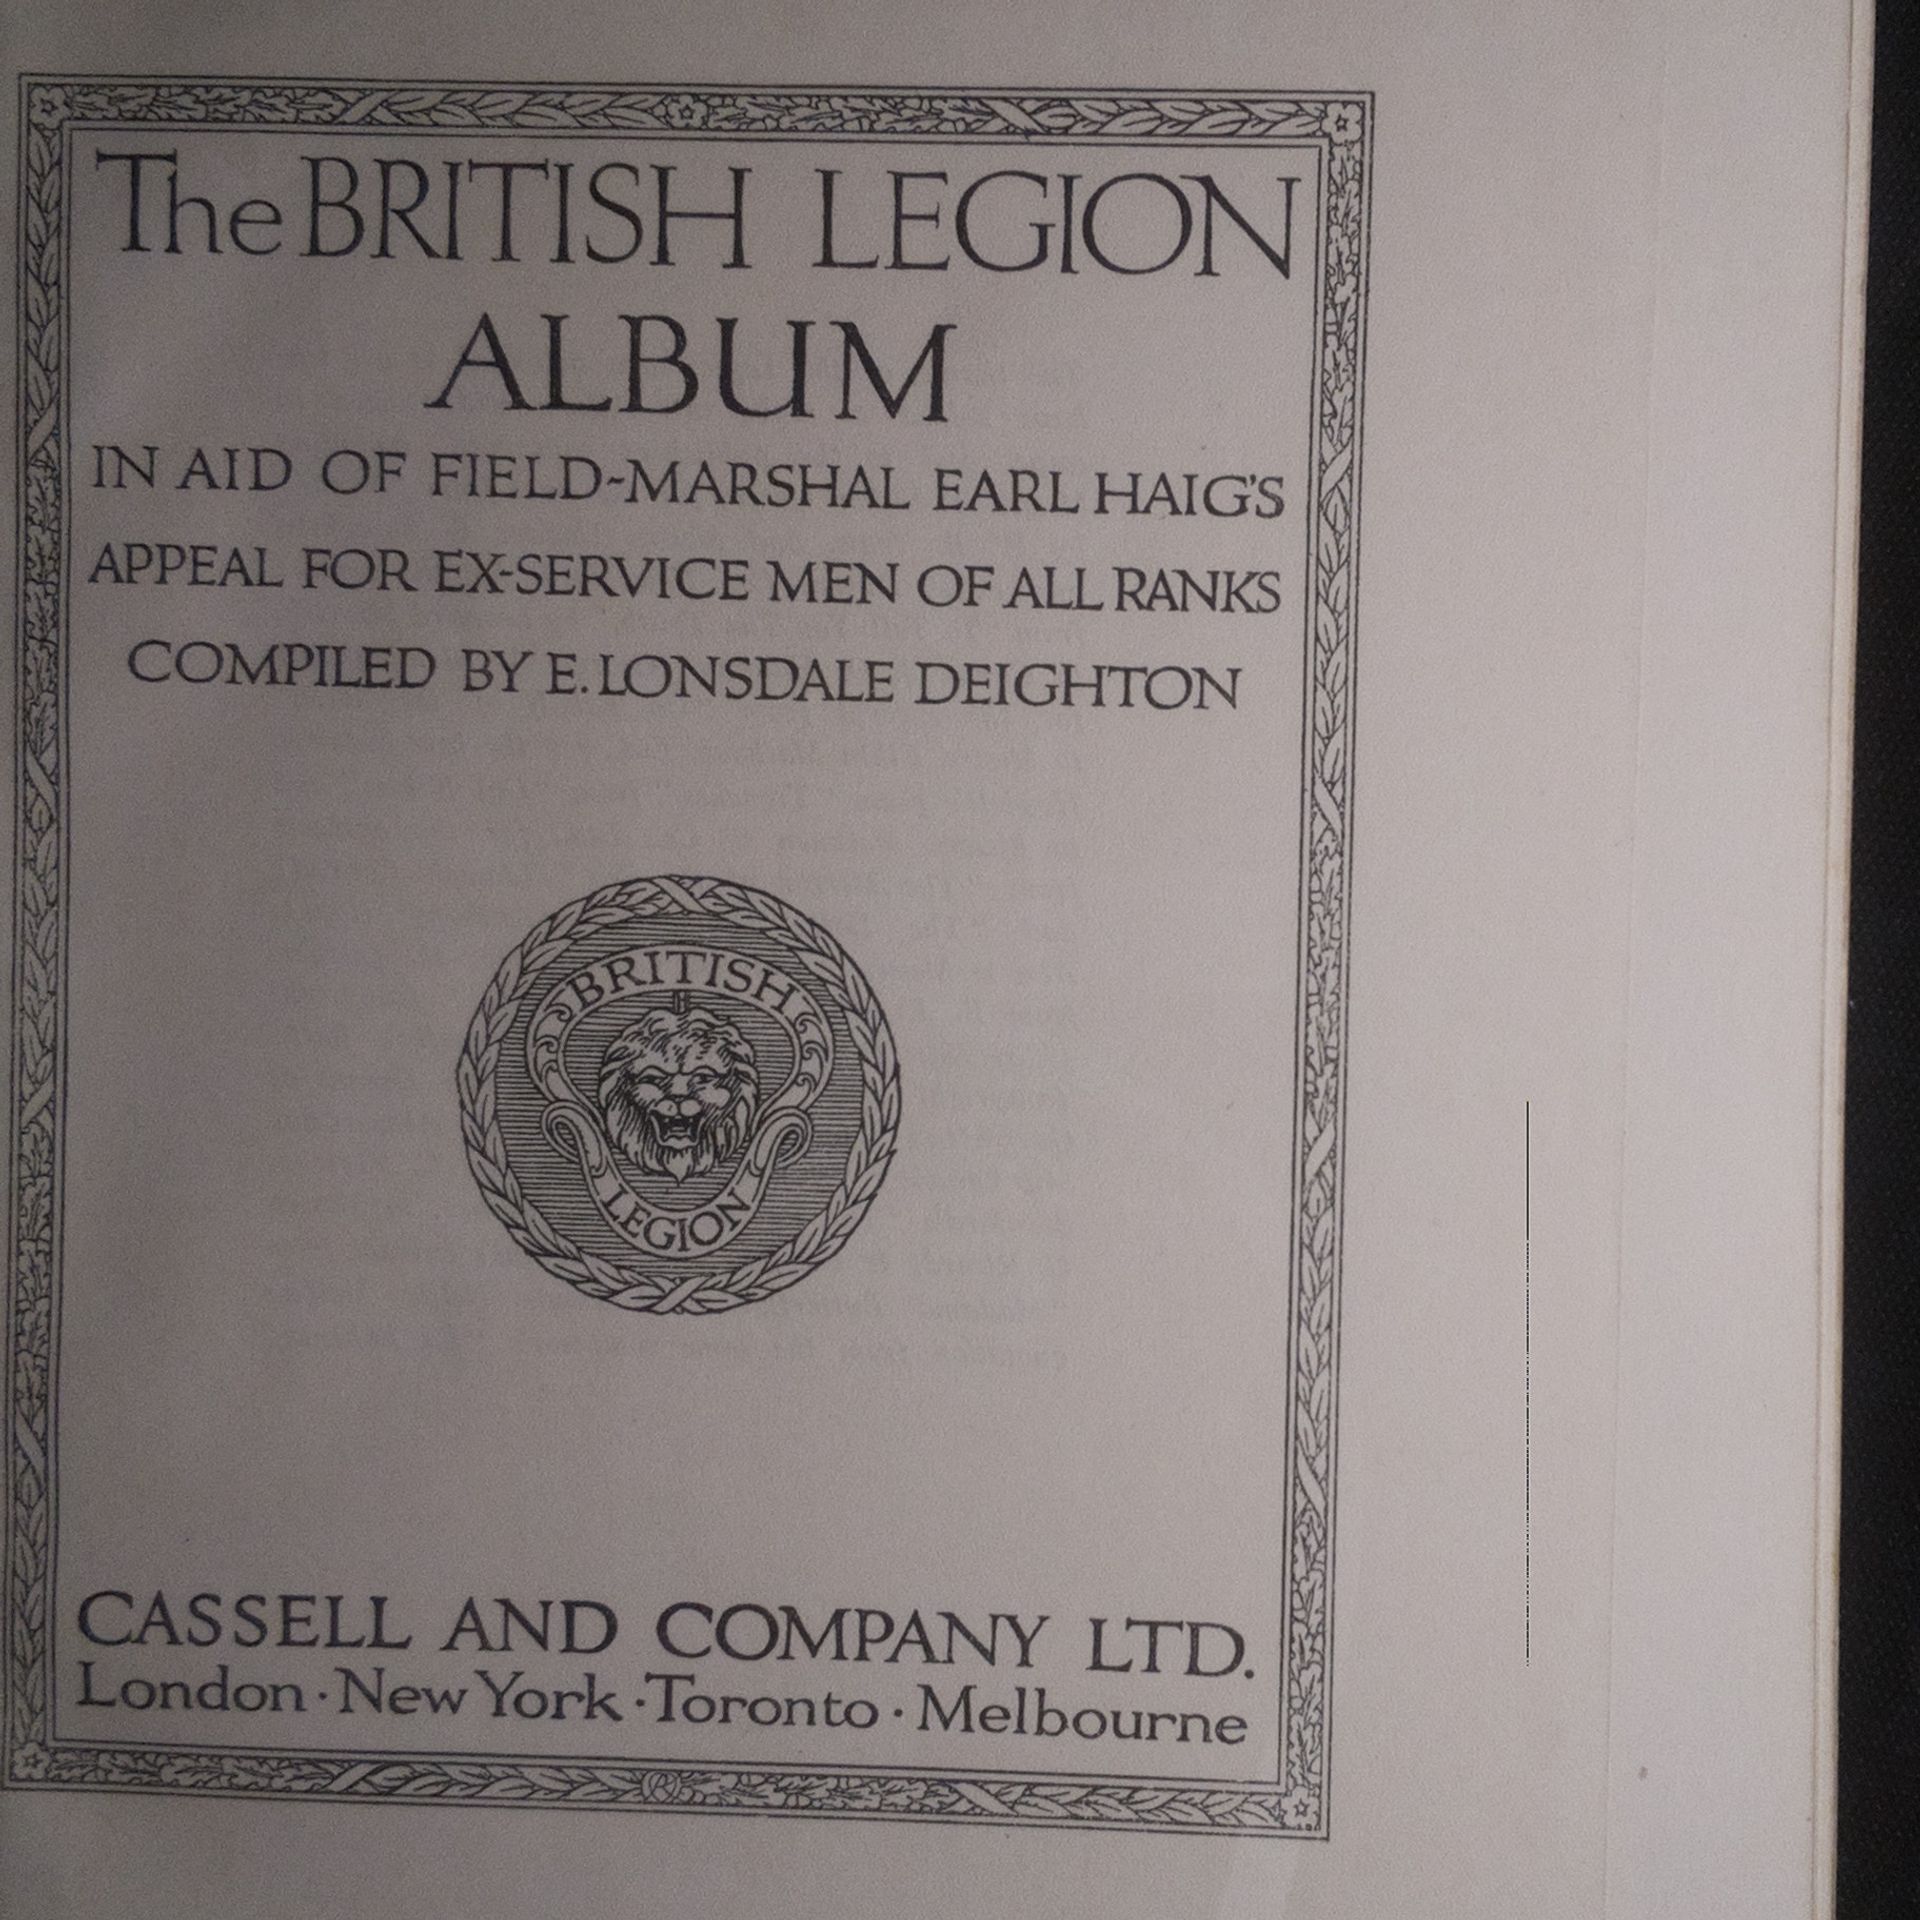 The BRITISH LEGION
ALBUM
IN AID OF FIELD-MARSHAL EARL HAIG'S
APPEAL FOR EX-SERVICE MEN OF ALL RANKS
COMPILED BY E. LONSDALE DEIGHTON
BRITISH
LEGION
CASSELL AND COMPANY LTD.
London · New York · Toronto · Melbourne